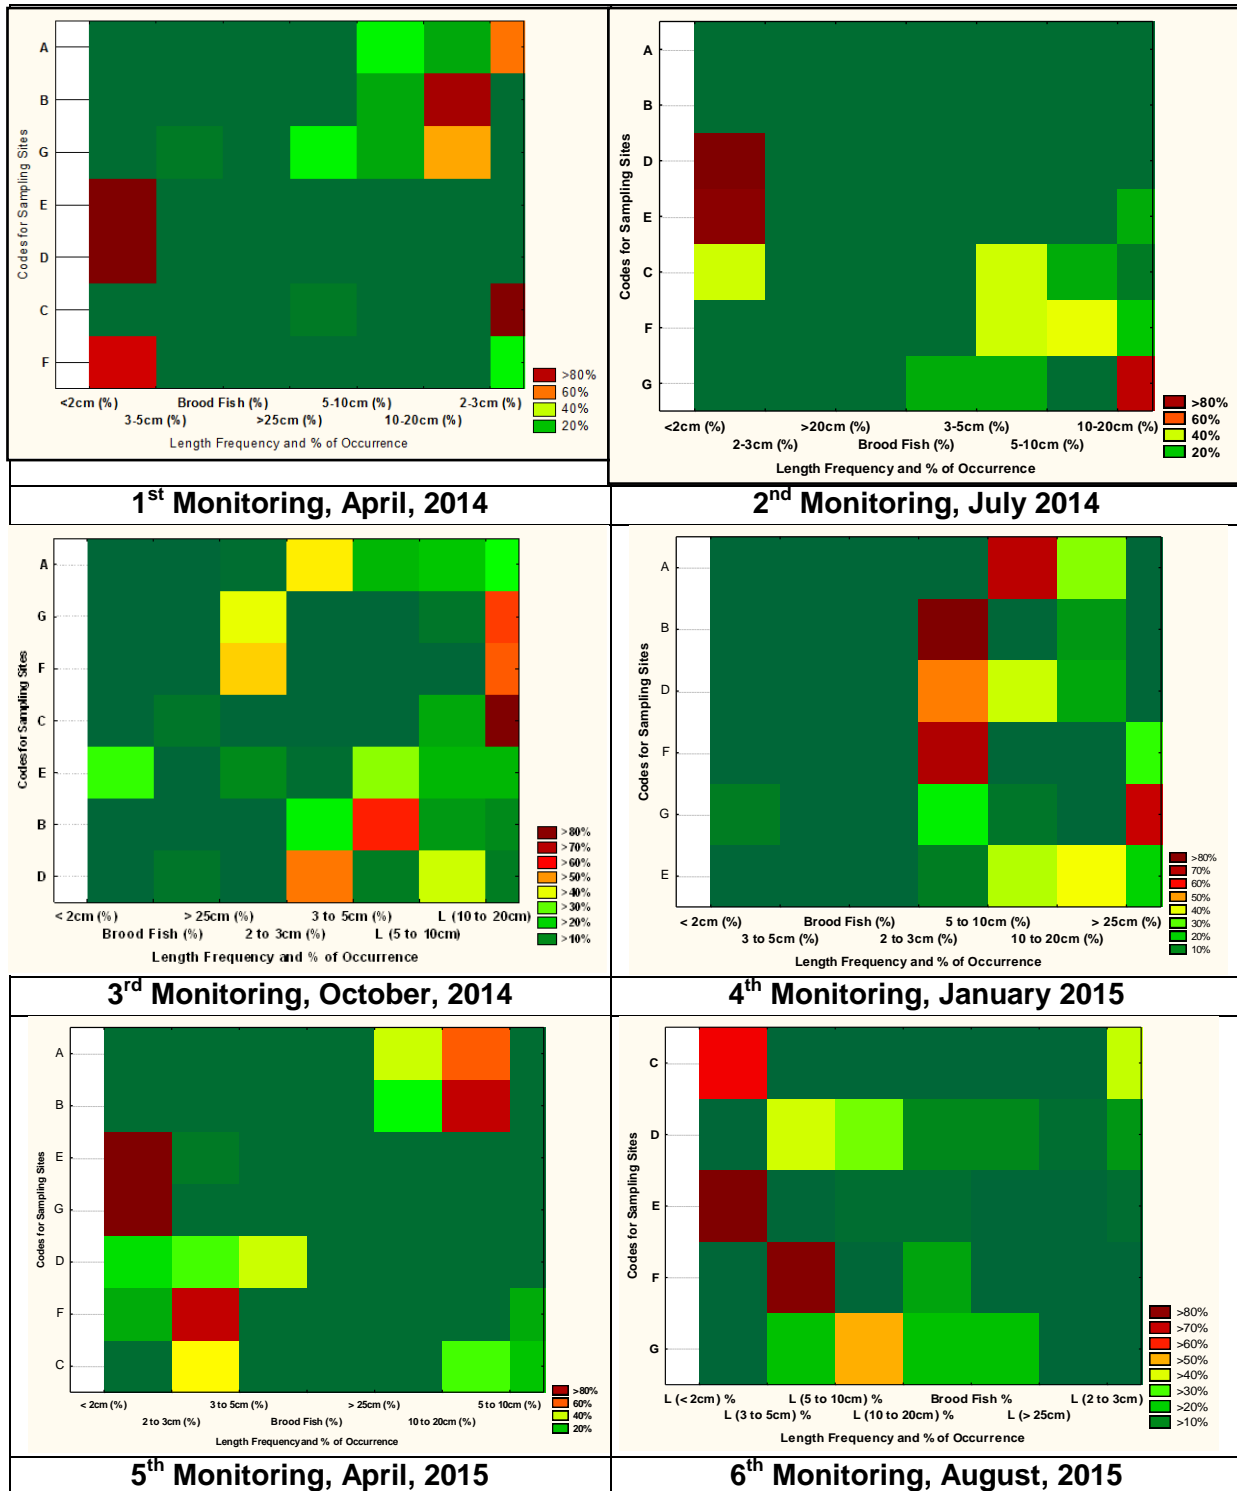 Codes for Sampling Sites
A
B
G
E
D
C
F
<2cm (%) Brood Fish (%) 5-10cm (%) 2-3cm (%)
3-5cm (%) >25cm (%) 10-20cm (%)
Length Frequency and % of Occurrence
>80%
60%
40%
20%
Codes for Sampling Sites
A
B
D
E
C
F
G
<2cm (%) >20cm (%) 3-5cm (%) 10-20cm (%)
2-3cm (%) Brood Fish (%) 5-10cm (%)
Length Frequency and % of Occurrence
>80%
60%
40%
20%
1st Monitoring, April, 2014
2nd Monitoring, July 2014
Codes for Sampling Sites
A
G
F
C
E
B
D
< 2cm (%) > 25cm (%) 3 to 5cm (%) L (10 to 20cm)
Brood Fish (%) 2 to 3cm (%) L (5 to 10cm)
Length Frequency and % of Occurrence
>80%
>70%
>60%
>50%
>40%
>30%
>20%
>10%
Codes for Sampling Sites
A
B
D
F
G
E
< 2cm (%) Brood Fish (%) 5 to 10cm (%) > 25cm (%)
3 to 5cm (%) 2 to 3cm (%) 10 to 20cm (%)
Length Frequency and % of Occurrence
>80%
70%
60%
50%
40%
30%
20%
10%
3rd Monitoring, October, 2014
4th Monitoring, January 2015
Codes for Sampling Sites
A
B
E
G
D
F
C
< 2cm (%) 3 to 5cm (%) > 25cm (%) 5 to 10cm (%)
2 to 3cm (%) Brood Fish (%) 10 to 20cm (%)
Length Frequency and % of Occurrence
>80%
60%
40%
20%
Codes for Sampling Sites
C
D
E
F
G
L (< 2cm) % L (5 to 10cm) % Brood Fish % L (2 to 3cm)
L (3 to 5cm) % L (10 to 20cm) % L (> 25cm)
Length Frequency and % of Occurrence
>80%
>70%
>60%
>50%
>40%
>30%
>20%
>10%
5th Monitoring, April, 2015
6th Monitoring, August, 2015